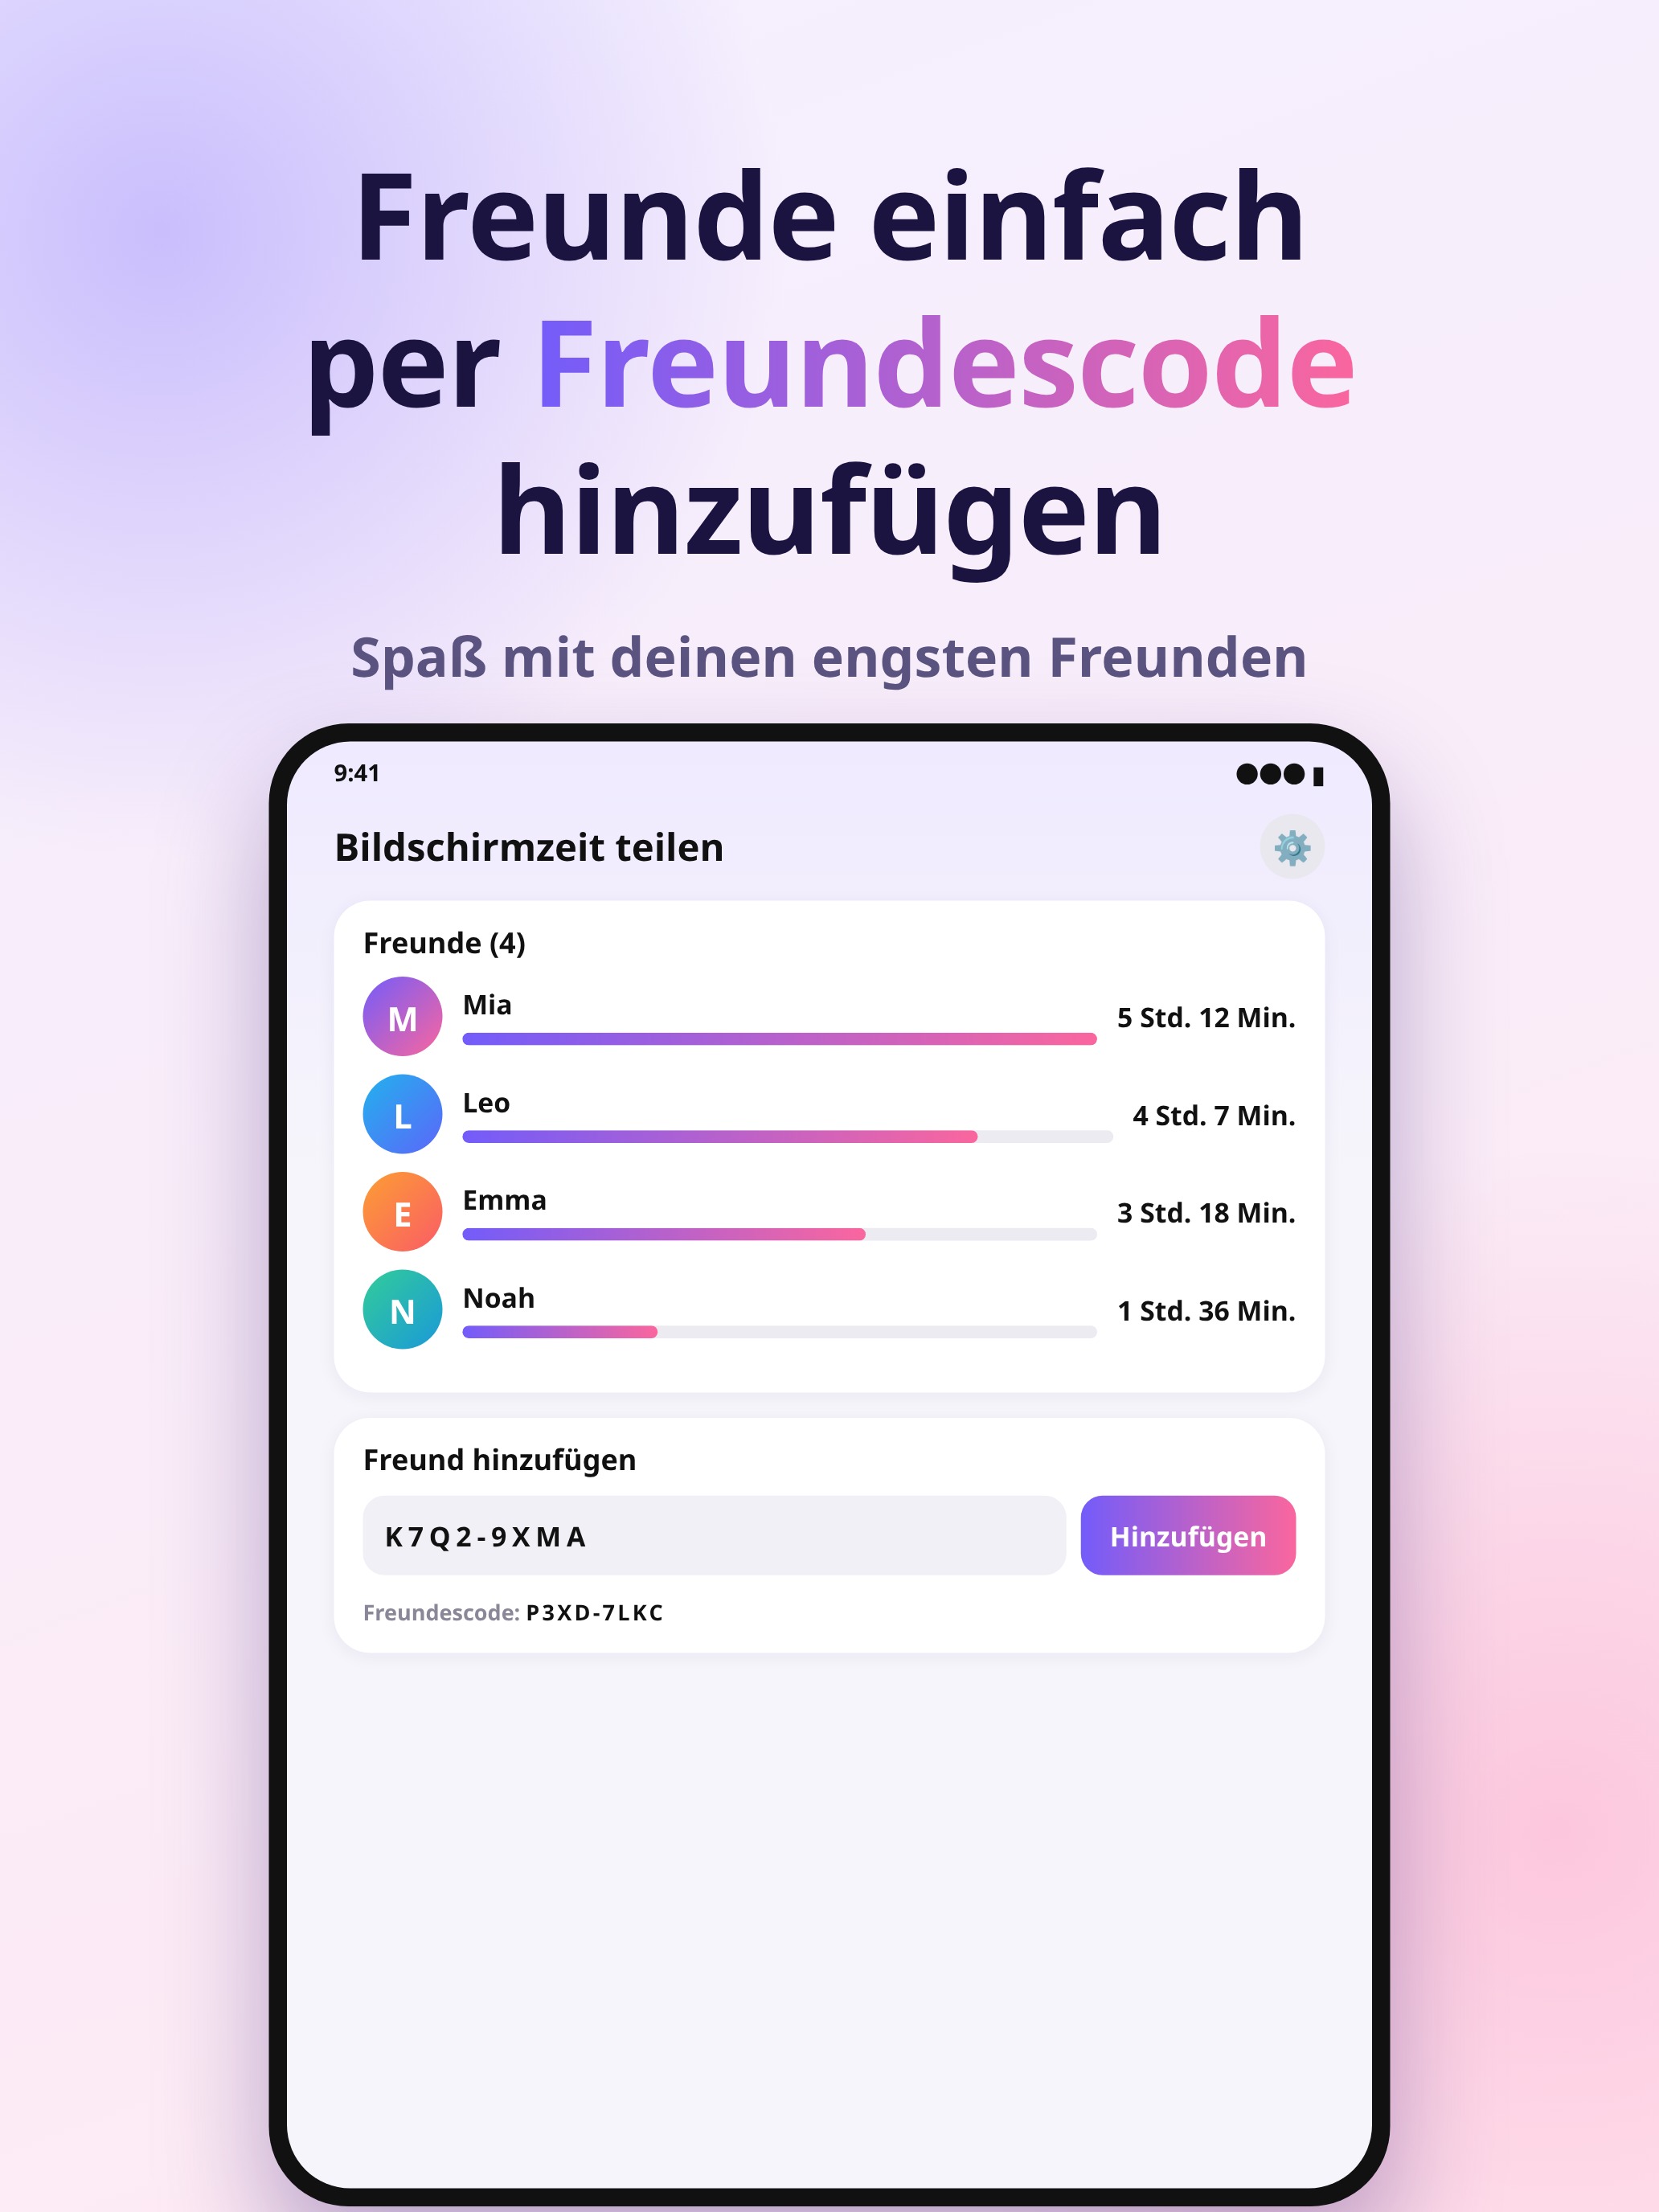 Freunde einfach
per Freundescode
hinzufügen
Spaß mit deinen engsten Freunden
9:41
Bildschirmzeit teilen
Freunde (4)
M
Mia
5 Std. 12 Min.
L
Leo
4 Std. 7 Min.
E
Emma
3 Std. 18 Min.
N
Noah
1 Std. 36 Min.
Freund hinzufügen
K7Q2-9XMA
Hinzufügen
Freundescode: P3XD-7LKC